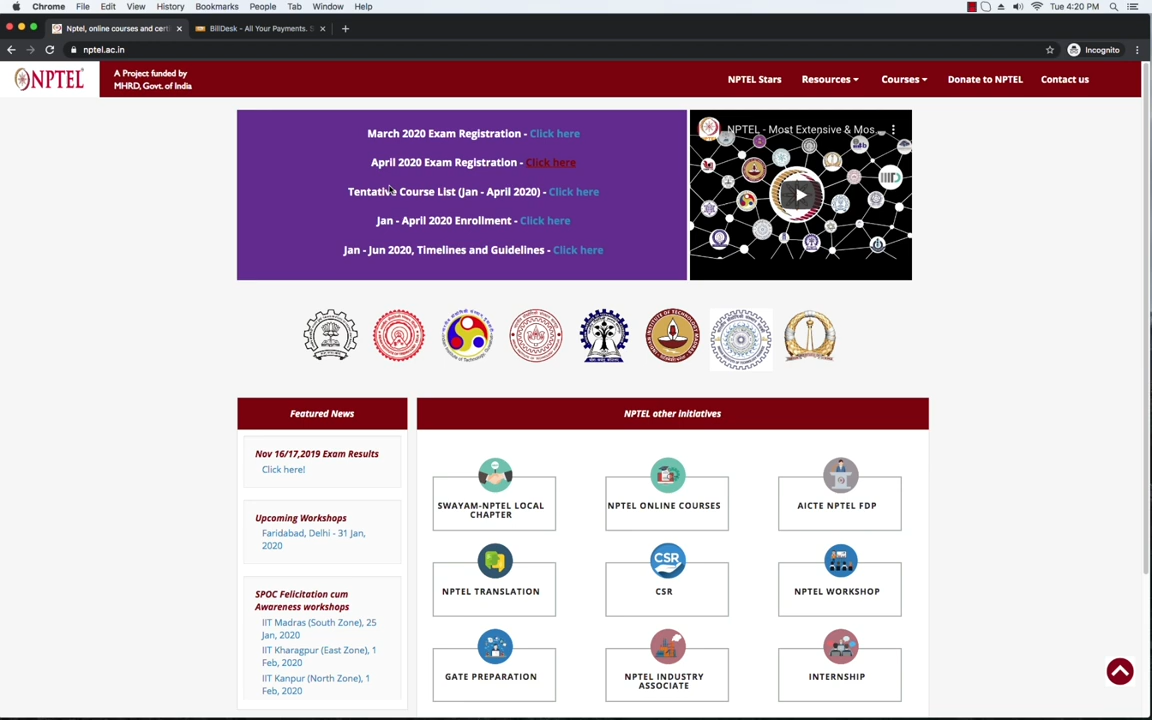 Chrome File Edit View History Bookmarks People Tab Window Help
Tue 4:20 PM
Nptel, online courses and certi
BillDesk - All Your Payments. S
nptel.ac.in
Incognito
NPTEL
A Project funded by
MHRD, Govt. of India
NPTEL Stars Resources Courses Donate to NPTEL Contact us
March 2020 Exam Registration - Click here
April 2020 Exam Registration - Click here
Tentative Course List (Jan - April 2020) - Click here
Jan - April 2020 Enrollment - Click here
Jan - Jun 2020, Timelines and Guidelines - Click here
NPTEL - Most Extensive & Mos...
Featured News
Nov 16/17,2019 Exam Results
Click here!
Upcoming Workshops
Faridabad, Delhi - 31 Jan,
2020
SPOC Felicitation cum
Awareness workshops
IIT Madras (South Zone), 25
Jan, 2020
IIT Kharagpur (East Zone), 1
Feb, 2020
IIT Kanpur (North Zone), 1
Feb, 2020
NPTEL other initiatives
SWAYAM-NPTEL LOCAL
CHAPTER
NPTEL ONLINE COURSES
AICTE NPTEL FDP
NPTEL TRANSLATION
CSR
CSR
NPTEL WORKSHOP
GATE PREPARATION
NPTEL INDUSTRY
ASSOCIATE
INTERNSHIP